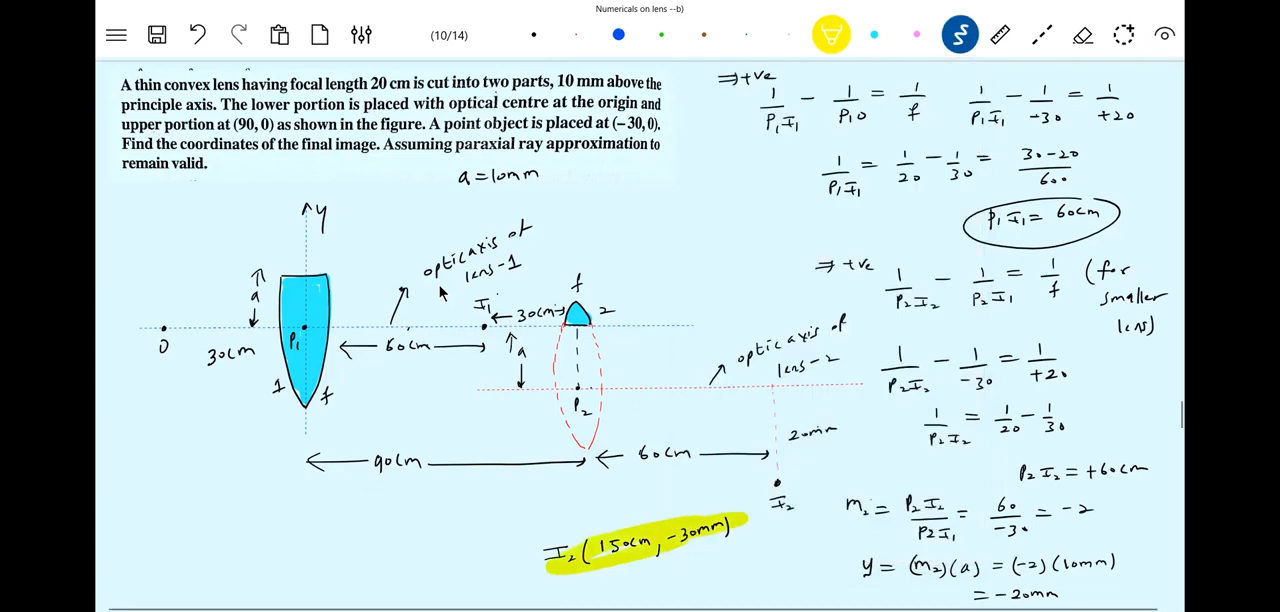 Numericals on lens --b)
(10/14)
A thin convex lens having focal length 20 cm is cut into two parts, 10 mm above the
principle axis. The lower portion is placed with optical centre at the origin and
upper portion at (90, 0) as shown in the figure. A point object is placed at (– 30, 0).
Find the coordinates of the final image. Assuming paraxial ray approximation to
remain valid.
a = 10mm
y
a
O
30cm
P₁
1
f
optic axis of
lens-1
I₁
60cm
30cm
f
2
a
P₂
optic axis of
lens-2
90cm
60cm
20mm
I₂
I₂ (150cm, -30mm)
⇒ +ve
1/P₁I₁ - 1/P₁O = 1/f
1/P₁I₁ - 1/-30 = 1/+20
1/P₁I₁ = 1/20 - 1/30 = 30-20/600
P₁I₁ = 60cm
⇒ +ve
1/P₂I₂ - 1/P₂I₁ = 1/f (for
smaller
lens)
1/P₂I₂ - 1/-30 = 1/+20
1/P₂I₂ = 1/20 - 1/30
P₂I₂ = +60cm
m₂ = P₂I₂/P₂I₁ = 60/-30 = -2
y = (m₂)(a) = (-2)(10mm)
= -20mm